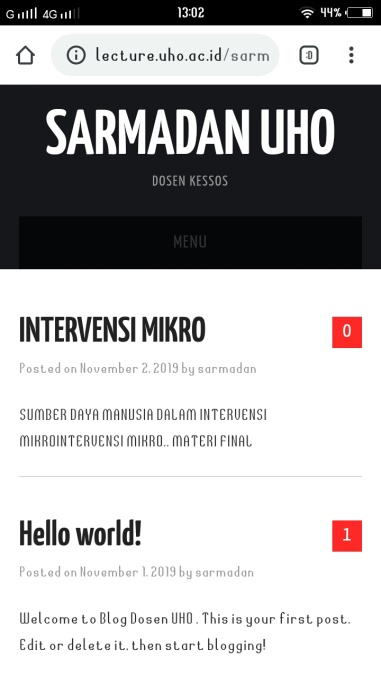 G 4G 13:02 44%
lecture.uho.ac.id/sarm :D
SARMADAN UHO
DOSEN KESSOS
MENU
INTERVENSI MIKRO 0
Posted on November 2, 2019 by sarmadan
SUMBER DAYA MANUSIA DALAM INTERVENSI
MIKROINTERVENSI MIKRO.. MATERI FINAL
Hello world! 1
Posted on November 1, 2019 by sarmadan
Welcome to Blog Dosen UHO . This is your first post.
Edit or delete it, then start blogging!